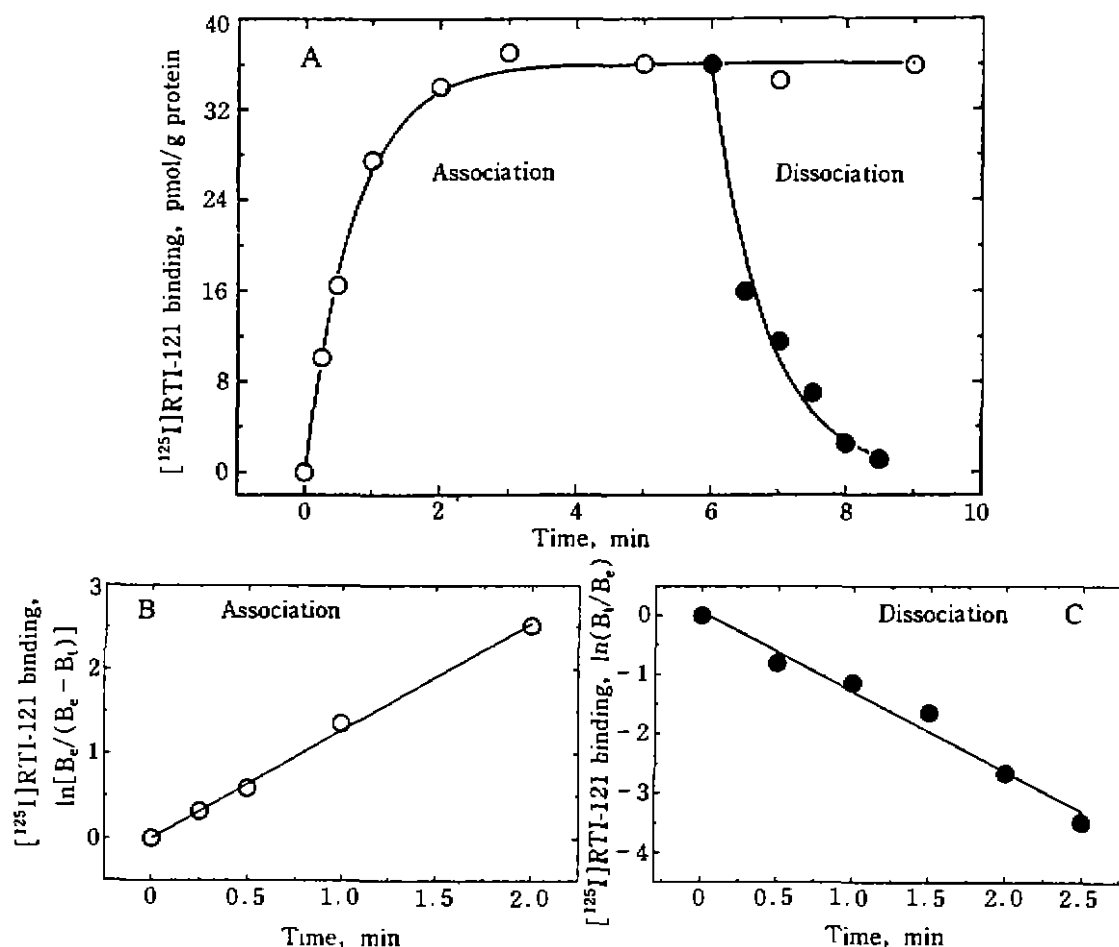 A
[¹²⁵I]RTI-121 binding, pmol/g protein
40
32
24
16
8
0
Association
Dissociation
0
2
4
6
8
10
Time, min
B
Association
[¹²⁵I]RTI-121 binding,
ln[Bₑ/(Bₑ − Bₜ)]
3
2
1
0
0
0.5
1.0
1.5
2.0
Time, min
Dissociation
C
[¹²⁵I]RTI-121 binding, ln(Bₜ/Bₑ)
0
−1
−2
−3
−4
0
0.5
1.0
1.5
2.0
2.5
Time, min